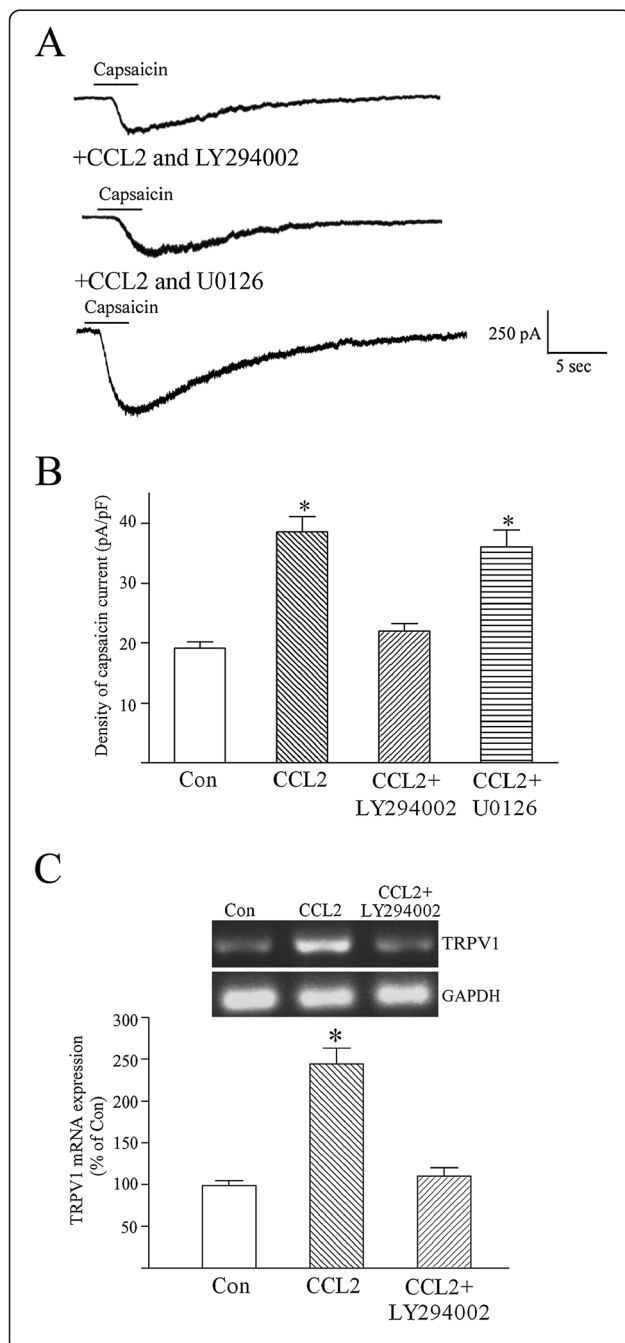 A
Capsaicin
+CCL2 and LY294002
Capsaicin
+CCL2 and U0126
Capsaicin
250 pA
5 sec
B
Density of capsaicin current (pA/pF)
40
30
20
10
*
*
Con
CCL2
CCL2+
LY294002
CCL2+
U0126
C
Con
CCL2
CCL2+
LY294002
TRPV1
GAPDH
TRPV1 mRNA expression
(% of Con)
300
250
200
150
100
50
*
Con
CCL2
CCL2+
LY294002